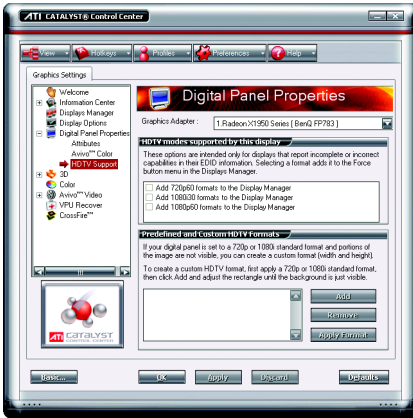 ATI CATALYST® Control Center
View Hotkeys Profiles Preferences Help
Graphics Settings
Welcome
Information Center
Displays Manager
Display Options
Digital Panel Properties
Attributes
Avivo™ Color
HDTV Support
3D
Color
Avivo™ Video
VPU Recover
CrossFire™
ATI CATALYST
CONTROL CENTER
Digital Panel Properties
Graphics Adapter :
1.Radeon X1950 Series [ BenQ FP783 ]
HDTV modes supported by this display
These options are intended only for displays that report incomplete or incorrect
capabilities in their EDID information. Selecting a format adds it to the Force
button menu in the Displays Manager.
Add 720p60 formats to the Display Manager
Add 1080i30 formats to the Display Manager
Add 1080p60 formats to the Display Manager
Predefined and Custom HDTV Formats
If your digital panel is set to a 720p or 1080i standard format and portions of
the image are not visible, you can create a custom format (width and height).
To create a custom HDTV format, first apply a 720p or 1080i standard format,
then click Add and adjust the rectangle until the background is just visible.
Add
Remove
Apply Format
Basic...
OK
Apply
Discard
Defaults